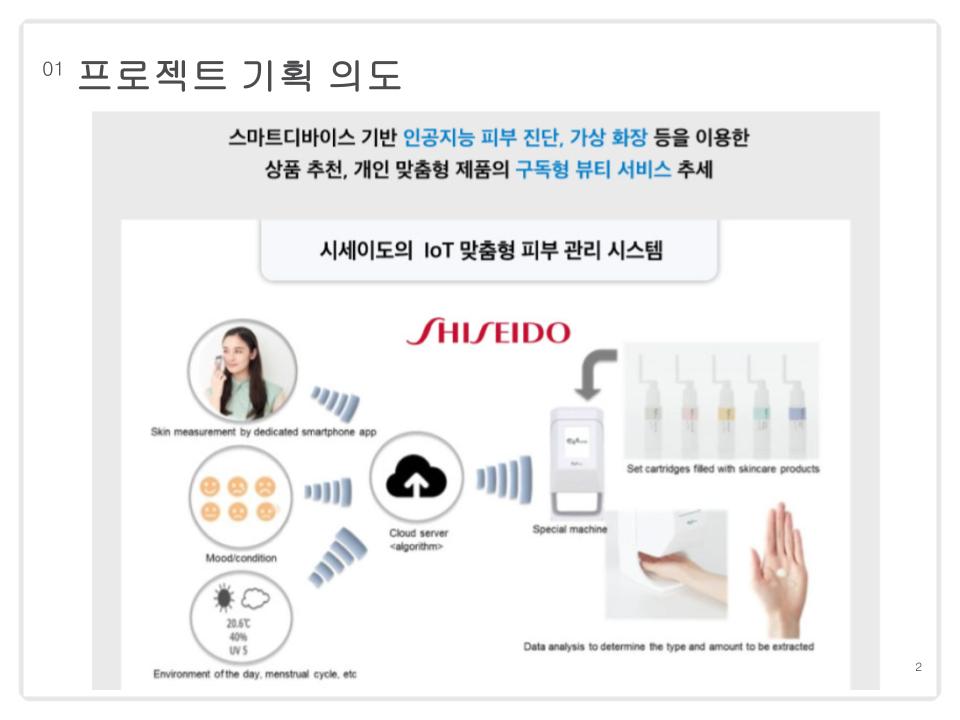 01 프로젝트 기획 의도
스마트디바이스 기반 인공지능 피부 진단, 가상 화장 등을 이용한
상품 추천, 개인 맞춤형 제품의 구독형 뷰티 서비스 추세
시세이도의 IoT 맞춤형 피부 관리 시스템
SHISEIDO
Skin measurement by dedicated smartphone app
Set cartridges filled with skincare products
Special machine
Cloud server
<algorithm>
Mood/condition
20.6℃
40%
UV 5
Data analysis to determine the type and amount to be extracted
Environment of the day, menstrual cycle, etc
2